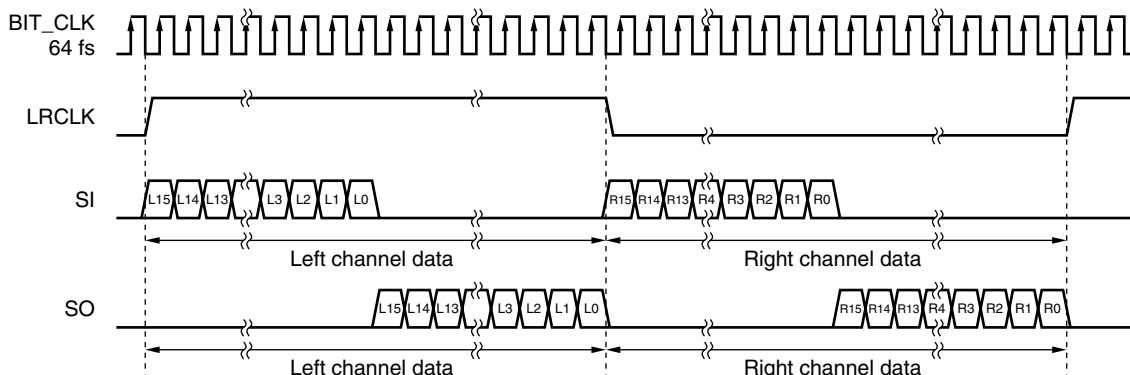 BIT_CLK
64 fs
LRCLK
SI
L15 L14 L13 L3 L2 L1 L0
R15 R14 R13 R4 R3 R2 R1 R0
Left channel data
Right channel data
SO
L15 L14 L13 L3 L2 L1 L0
R15 R14 R13 R4 R3 R2 R1 R0
Left channel data
Right channel data